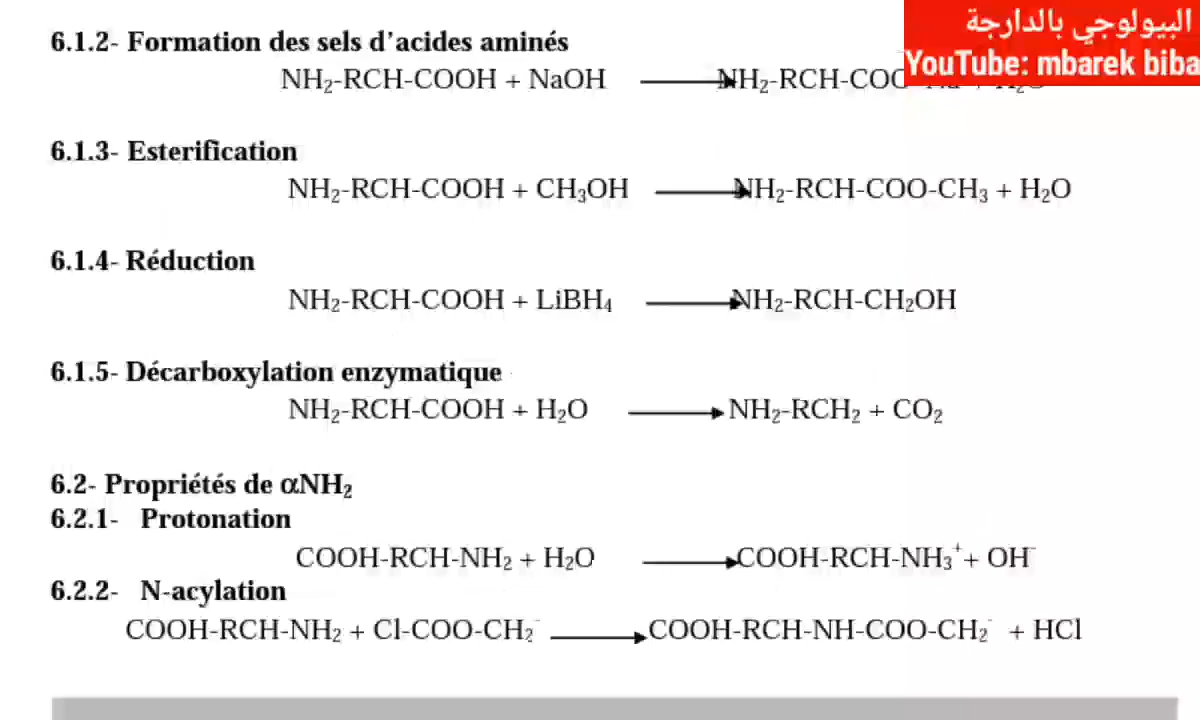 البيولوجي بالدارجة
YouTube: mbarek biba
6.1.2- Formation des sels d'acides aminés
NH₂-RCH-COOH + NaOH → NH₂-RCH-COO
6.1.3- Esterification
NH₂-RCH-COOH + CH₃OH → NH₂-RCH-COO-CH₃ + H₂O
6.1.4- Réduction
NH₂-RCH-COOH + LiBH₄ → NH₂-RCH-CH₂OH
6.1.5- Décarboxylation enzymatique
NH₂-RCH-COOH + H₂O → NH₂-RCH₂ + CO₂
6.2- Propriétés de αNH₂
6.2.1- Protonation
COOH-RCH-NH₂ + H₂O → COOH-RCH-NH₃⁺ + OH⁻
6.2.2- N-acylation
COOH-RCH-NH₂ + Cl-COO-CH₂⁻ → COOH-RCH-NH-COO-CH₂⁻ + HCl